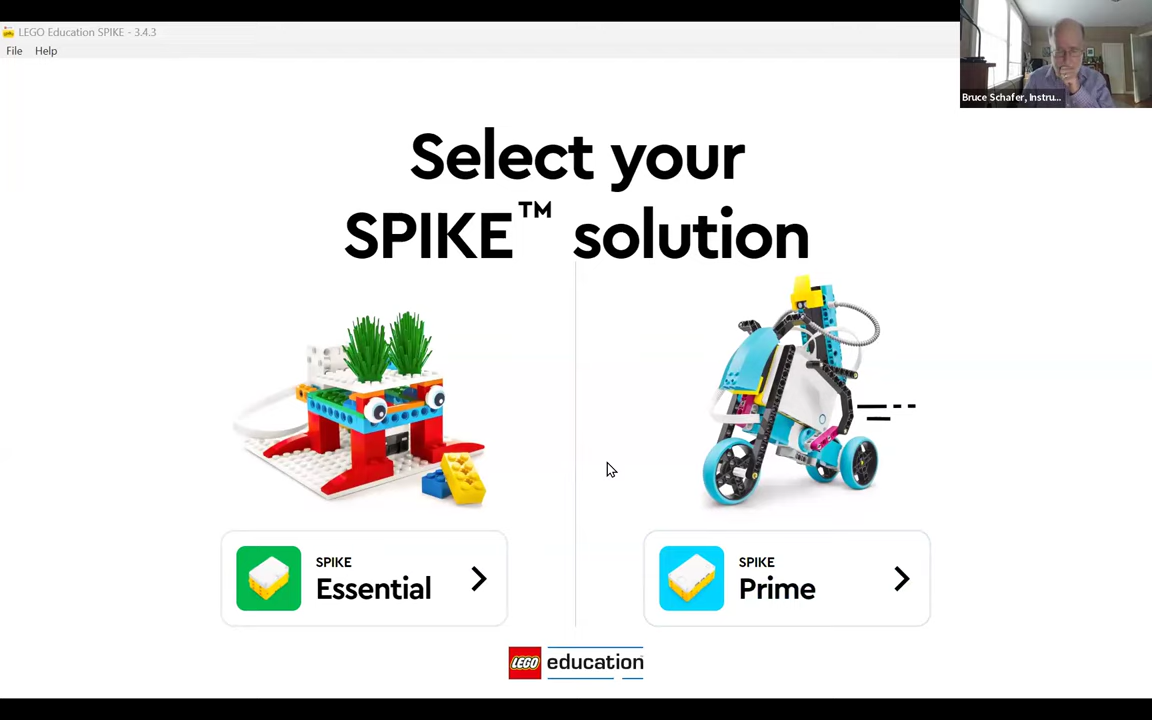 LEGO Education SPIKE - 3.4.3
File Help
Bruce Schafer, Instru...
Select your
SPIKE™ solution
SPIKE
Essential
SPIKE
Prime
LEGO education